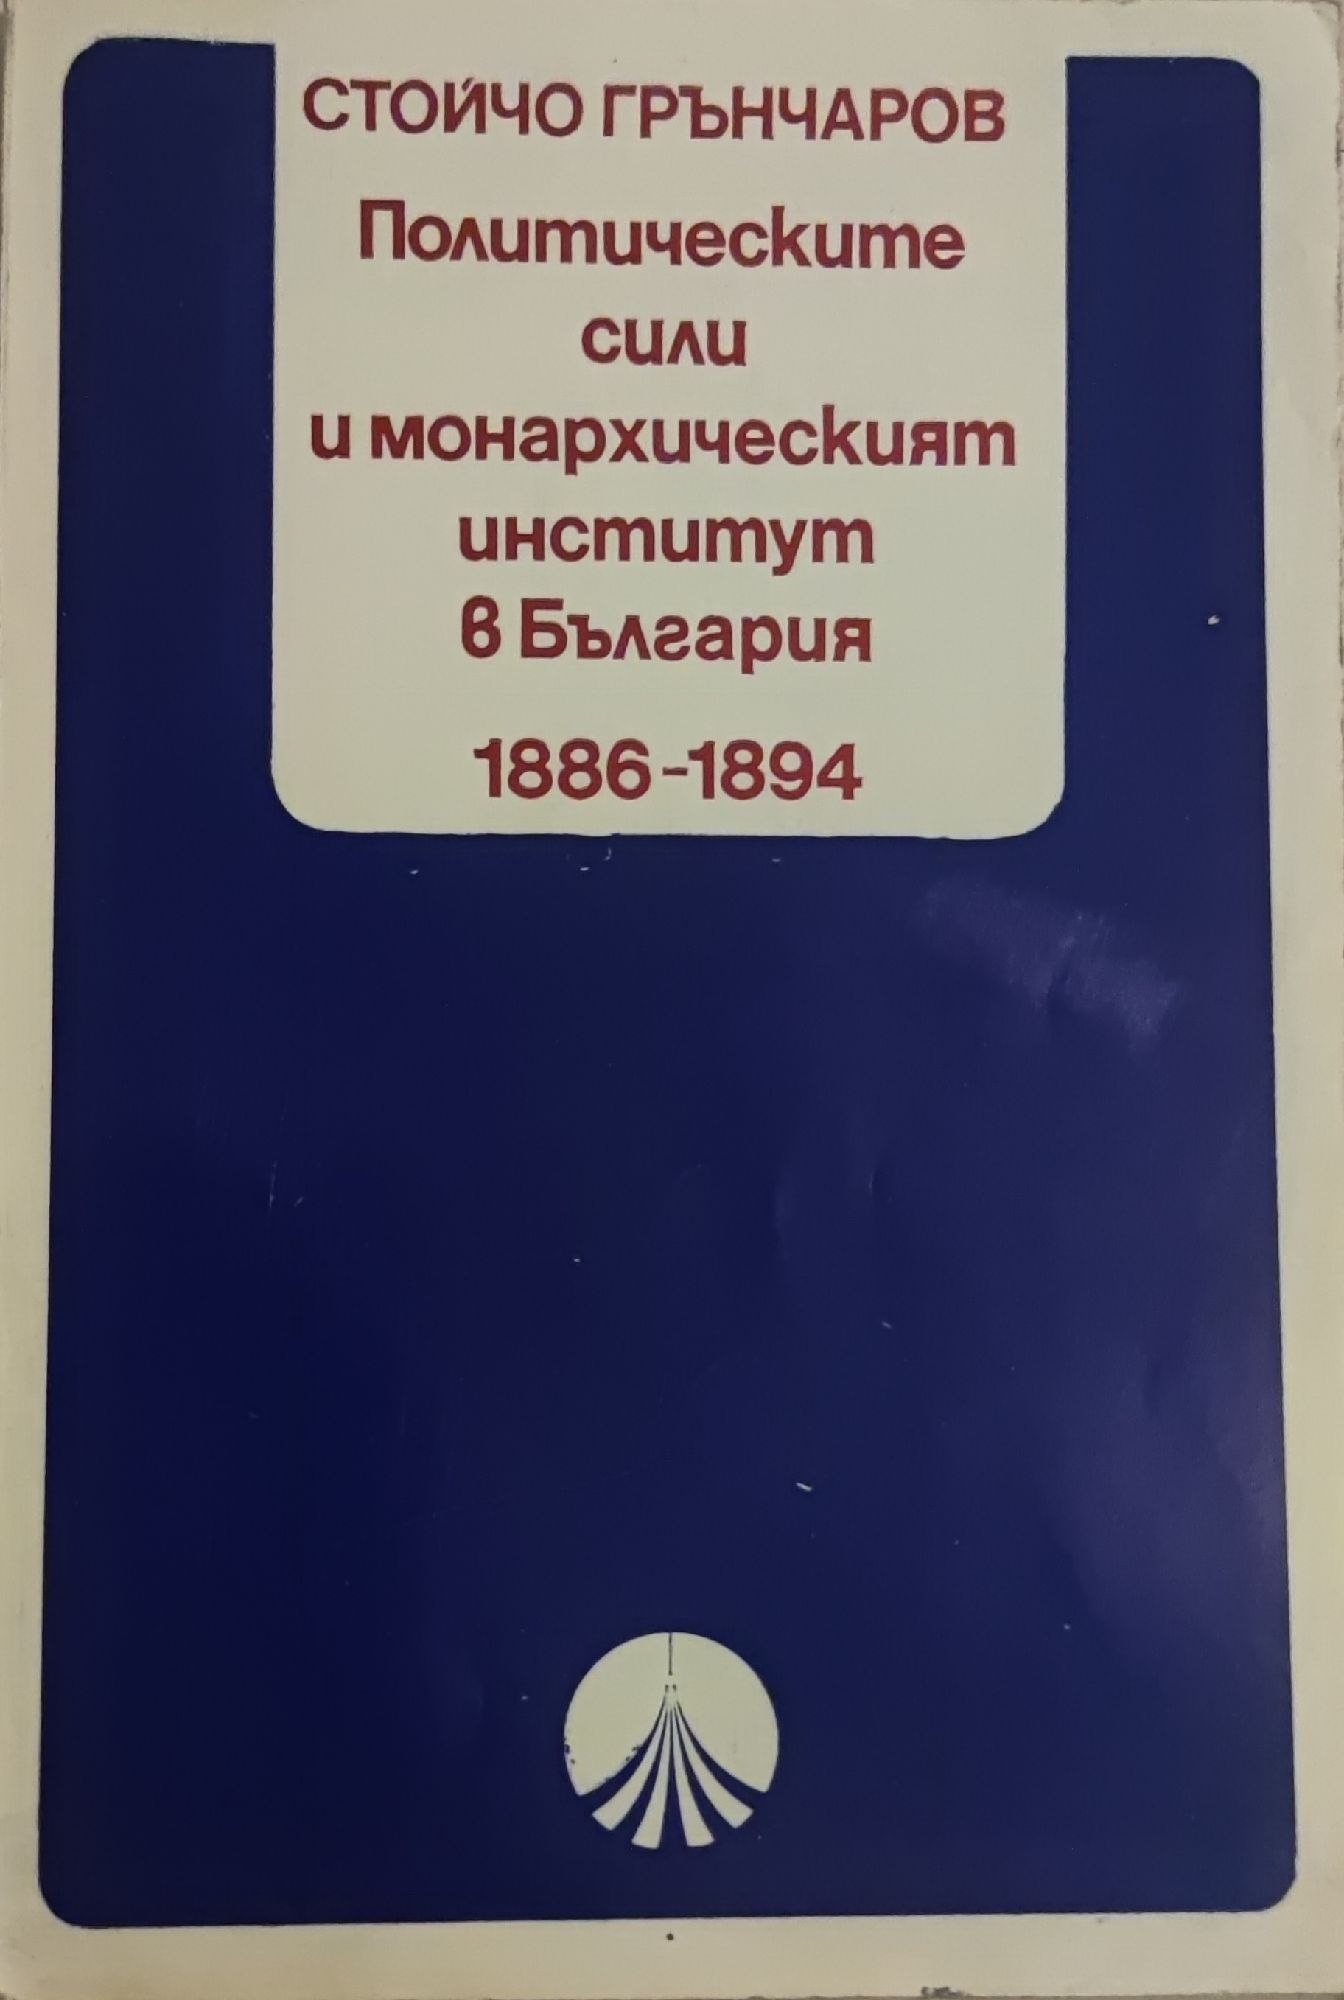 СТОЙЧО ГРЪНЧАРОВ
Политическите
сили
и монархическият
институт
в България
1886-1894